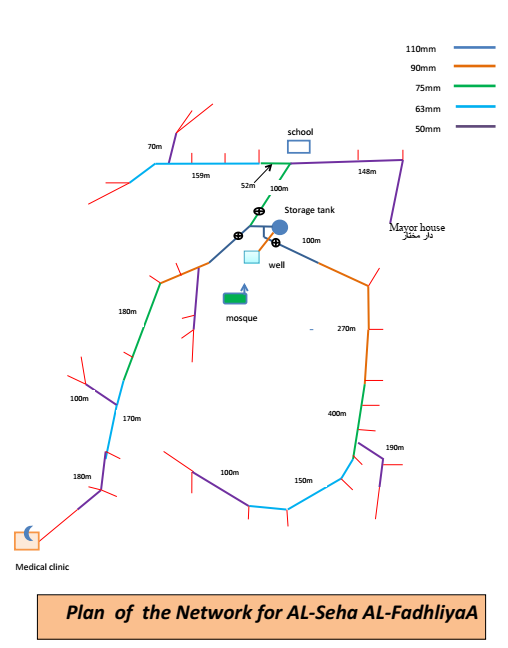 110mm
90mm
75mm
63mm
50mm
school
70m
159m
52m
100m
148m
Storage tank
Mayor house
دار مختار
100m
well
mosque
180m
270m
100m
170m
400m
190m
180m
100m
150m
Medical clinic
Plan of the Network for AL-Seha AL-FadhliyaA